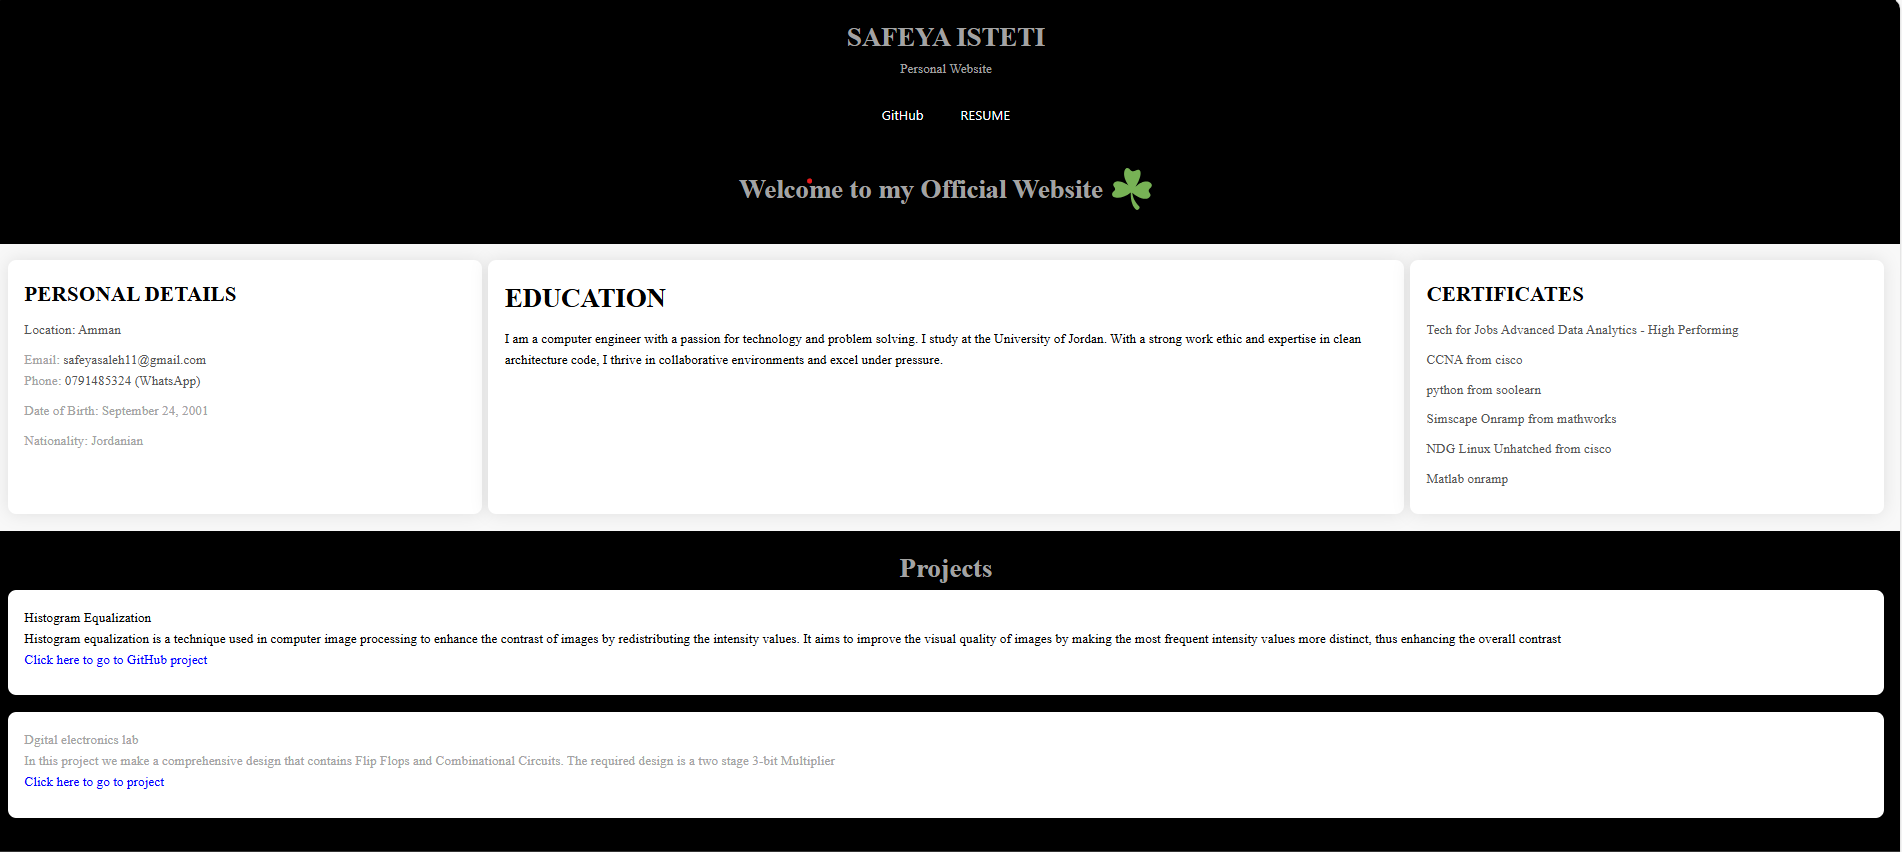 SAFEYA ISTETI
Personal Website
GitHub RESUME
Welcome to my Official Website ☘️
PERSONAL DETAILS
Location: Amman
Email: safeyasaleh11@gmail.com
Phone: 0791485324 (WhatsApp)
Date of Birth: September 24, 2001
Nationality: Jordanian
EDUCATION
I am a computer engineer with a passion for technology and problem solving. I study at the University of Jordan. With a strong work ethic and expertise in clean
architecture code, I thrive in collaborative environments and excel under pressure.
CERTIFICATES
Tech for Jobs Advanced Data Analytics - High Performing
CCNA from cisco
python from soolearn
Simscape Onramp from mathworks
NDG Linux Unhatched from cisco
Matlab onramp
Projects
Histogram Equalization
Histogram equalization is a technique used in computer image processing to enhance the contrast of images by redistributing the intensity values. It aims to improve the visual quality of images by making the most frequent intensity values more distinct, thus enhancing the overall contrast
Click here to go to GitHub project
Dgital electronics lab
In this project we make a comprehensive design that contains Flip Flops and Combinational Circuits. The required design is a two stage 3-bit Multiplier
Click here to go to project